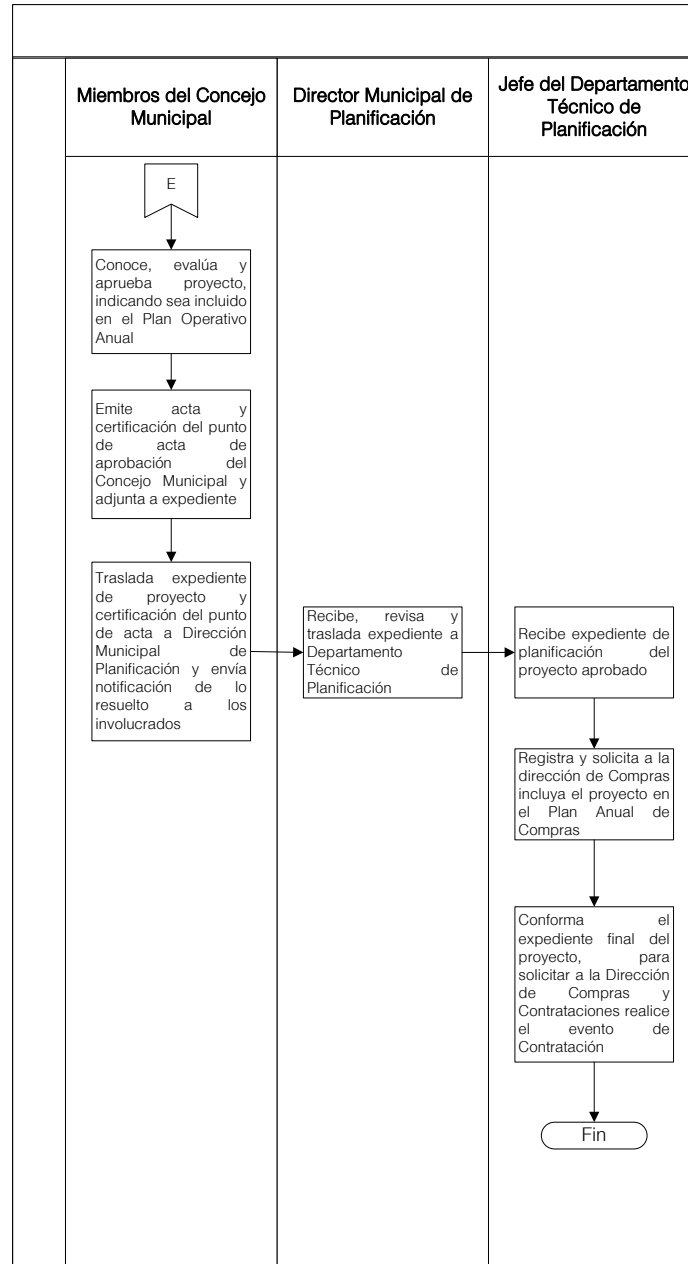 Miembros del Concejo
Municipal
Director Municipal de
Planificación
Jefe del Departamento
Técnico de
Planificación
E
Conoce, evalúa y
aprueba proyecto,
indicando sea incluido
en el Plan Operativo
Anual
Emite acta y
certificación del punto
de acta de
aprobación del
Concejo Municipal y
adjunta a expediente
Traslada expediente
de proyecto y
certificación del punto
de acta a Dirección
Municipal de
Planificación y envía
notificación de lo
resuelto a los
involucrados
Recibe, revisa y
traslada expediente a
Departamento
Técnico de
Planificación
Recibe expediente de
planificación del
proyecto aprobado
Registra y solicita a la
dirección de Compras
incluya el proyecto en
el Plan Anual de
Compras
Conforma el
expediente final del
proyecto, para
solicitar a la Dirección
de Compras y
Contrataciones realice
el evento de
Contratación
Fin